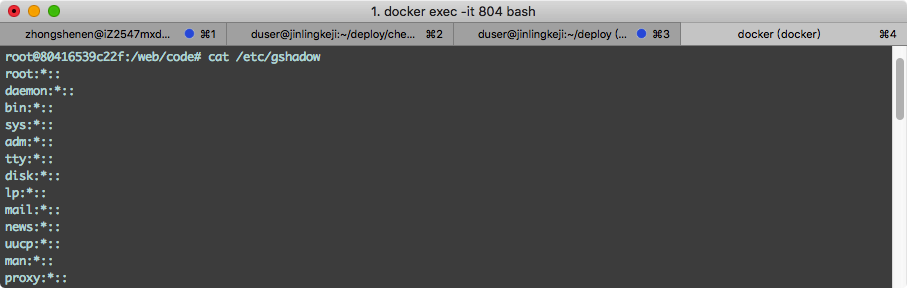 1. docker exec -it 804 bash
zhongshenen@iZ2547mxd... ⌘1
duser@jinlingkeji:~/deploy/che... ⌘2
duser@jinlingkeji:~/deploy (... ⌘3
docker (docker) ⌘4
root@80416539c22f:/web/code# cat /etc/gshadow
root:*::
daemon:*::
bin:*::
sys:*::
adm:*::
tty:*::
disk:*::
lp:*::
mail:*::
news:*::
uucp:*::
man:*::
proxy:*::